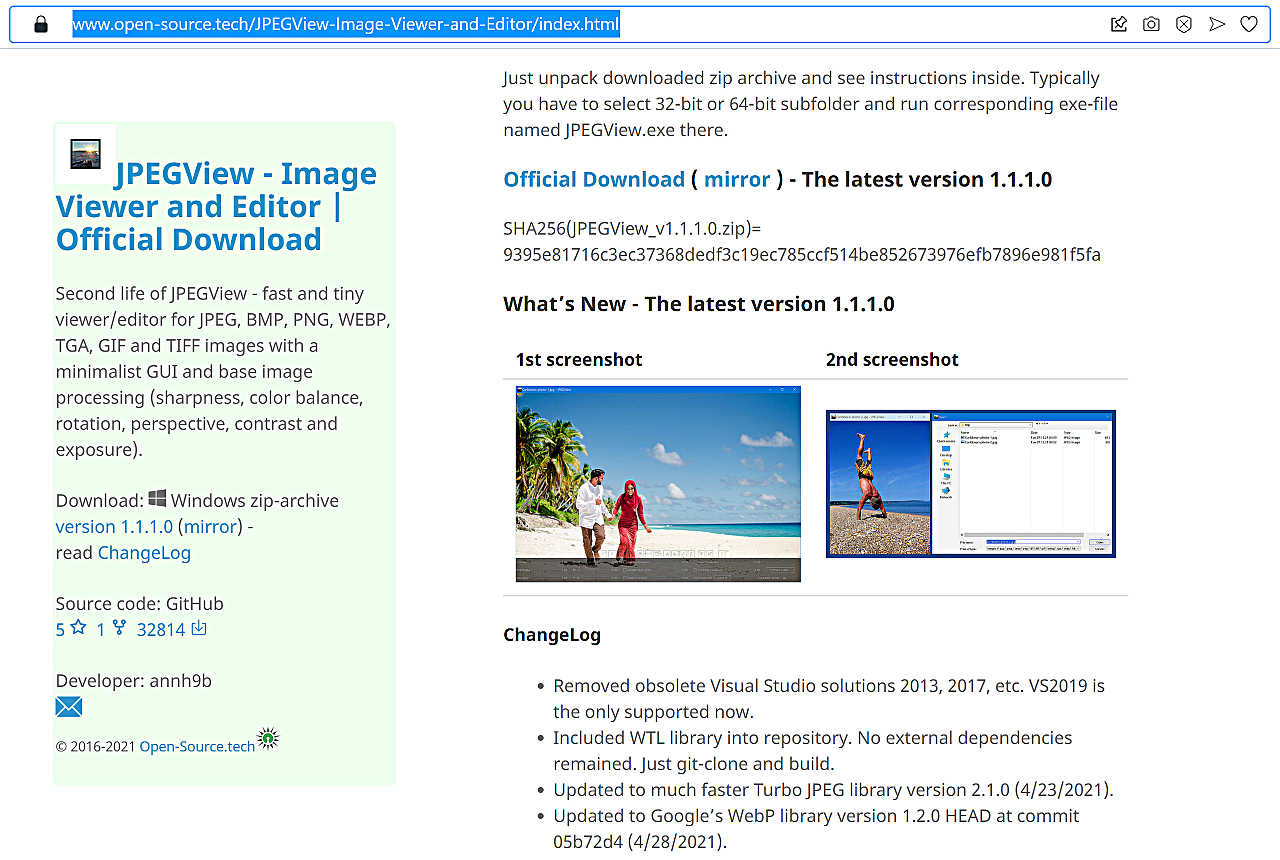 www.open-source.tech/JPEGView-Image-Viewer-and-Editor/index.html
JPEGView - Image
Viewer and Editor |
Official Download
Second life of JPEGView - fast and tiny
viewer/editor for JPEG, BMP, PNG, WEBP,
TGA, GIF and TIFF images with a
minimalist GUI and base image
processing (sharpness, color balance,
rotation, perspective, contrast and
exposure).
Download: Windows zip-archive
version 1.1.1.0 (mirror) -
read ChangeLog
Source code: GitHub
5 1 32814
Developer: annh9b
© 2016-2021 Open-Source.tech
Just unpack downloaded zip archive and see instructions inside. Typically
you have to select 32-bit or 64-bit subfolder and run corresponding exe-file
named JPEGView.exe there.
Official Download ( mirror ) - The latest version 1.1.1.0
SHA256(JPEGView_v1.1.1.0.zip)=
9395e81716c3ec37368dedf3c19ec785ccf514be852673976efb7896e981f5fa
What’s New - The latest version 1.1.1.0
1st screenshot 2nd screenshot
ChangeLog
• Removed obsolete Visual Studio solutions 2013, 2017, etc. VS2019 is
the only supported now.
• Included WTL library into repository. No external dependencies
remained. Just git-clone and build.
• Updated to much faster Turbo JPEG library version 2.1.0 (4/23/2021).
• Updated to Google’s WebP library version 1.2.0 HEAD at commit
05b72d4 (4/28/2021).